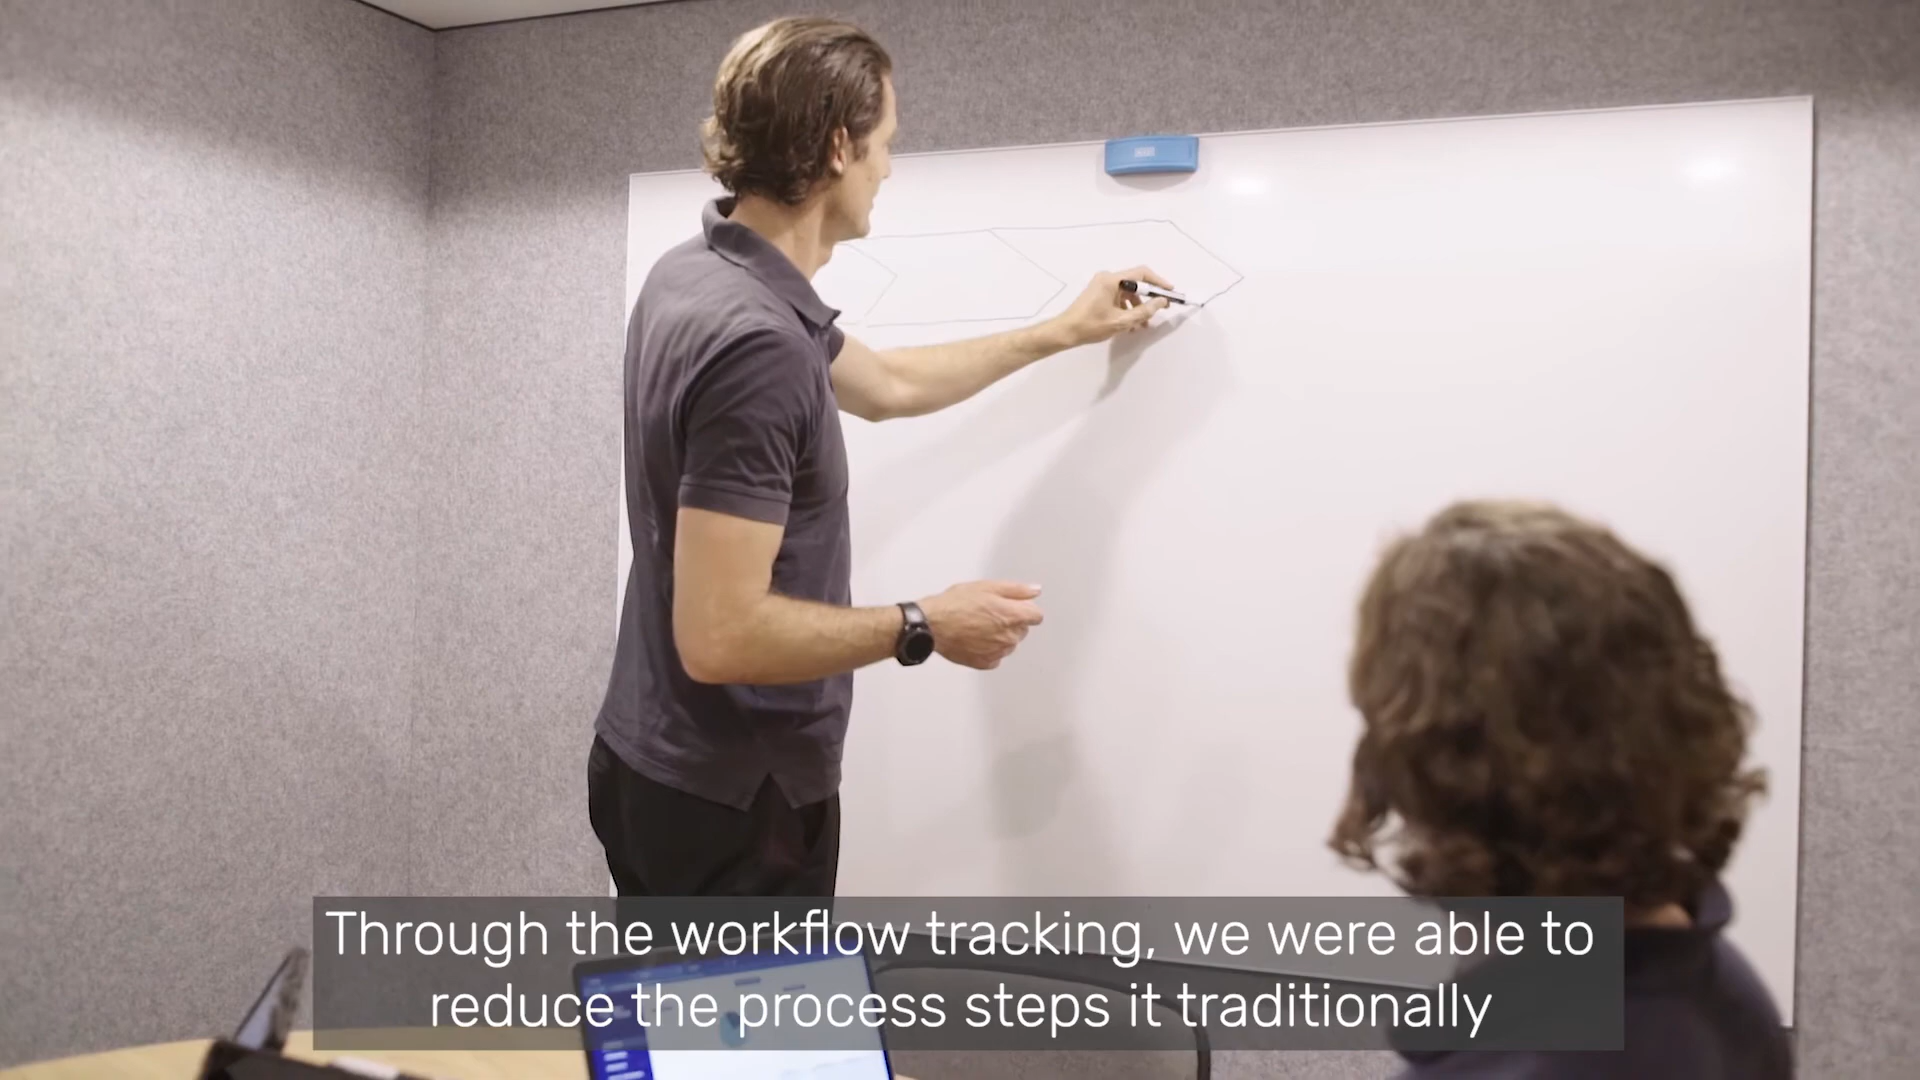 Through the workflow tracking, we were able to
reduce the process steps it traditionally